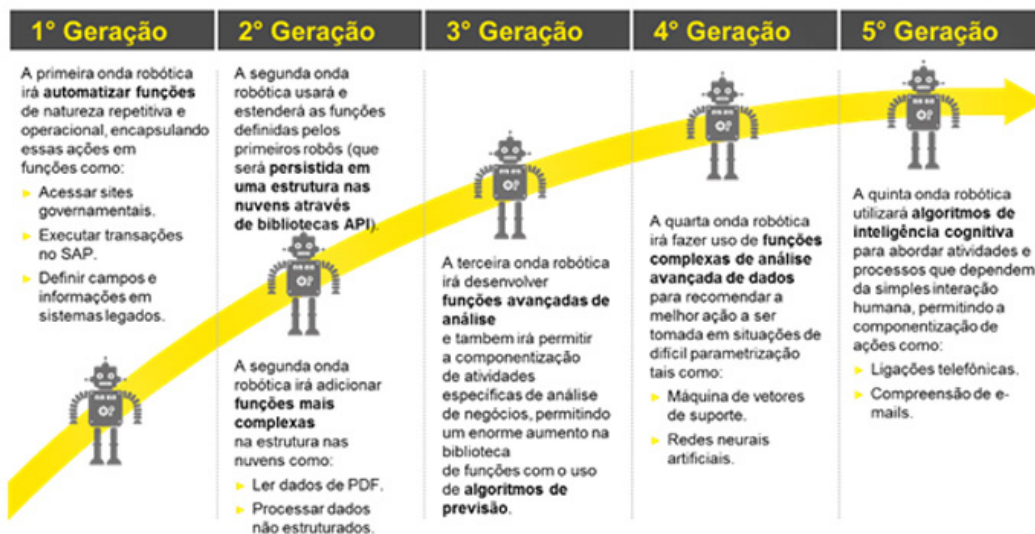 1° Geração
A primeira onda robótica
irá automatizar funções
de natureza repetitiva e
operacional, encapsulando
essas ações em
funções como:
► Acessar sites
governamentais.
► Executar transações
no SAP.
► Definir campos e
informações em
sistemas legados.
2° Geração
A segunda onda
robótica usará e
estenderá as funções
definidas pelos
primeiros robôs (que
será persistida em
uma estrutura nas
nuvens através
de bibliotecas API).
A segunda onda
robótica irá adicionar
funções mais
complexas
na estrutura nas
nuvens como:
► Ler dados de PDF.
► Processar dados
não estruturados.
3° Geração
A terceira onda robótica
irá desenvolver
funções avançadas de
análise
e tambem irá permitir
a componentização
de atividades
específicas de análise
de negócios, permitindo
um enorme aumento na
biblioteca
de funções com o uso
de algoritmos de
previsão.
4° Geração
A quarta onda robótica
irá fazer uso de funções
complexas de análise
avançada de dados
para recomendar a
melhor ação a ser
tomada em situações de
difícil parametrização
tais como:
► Máquina de vetores
de suporte.
► Redes neurais
artificiais.
5° Geração
A quinta onda robótica
utilizará algoritmos de
inteligência cognitiva
para abordar atividades e
processos que dependem
da simples interação
humana, permitindo a
componentização de
ações como:
► Ligações telefônicas.
► Compreensão de e-
mails.